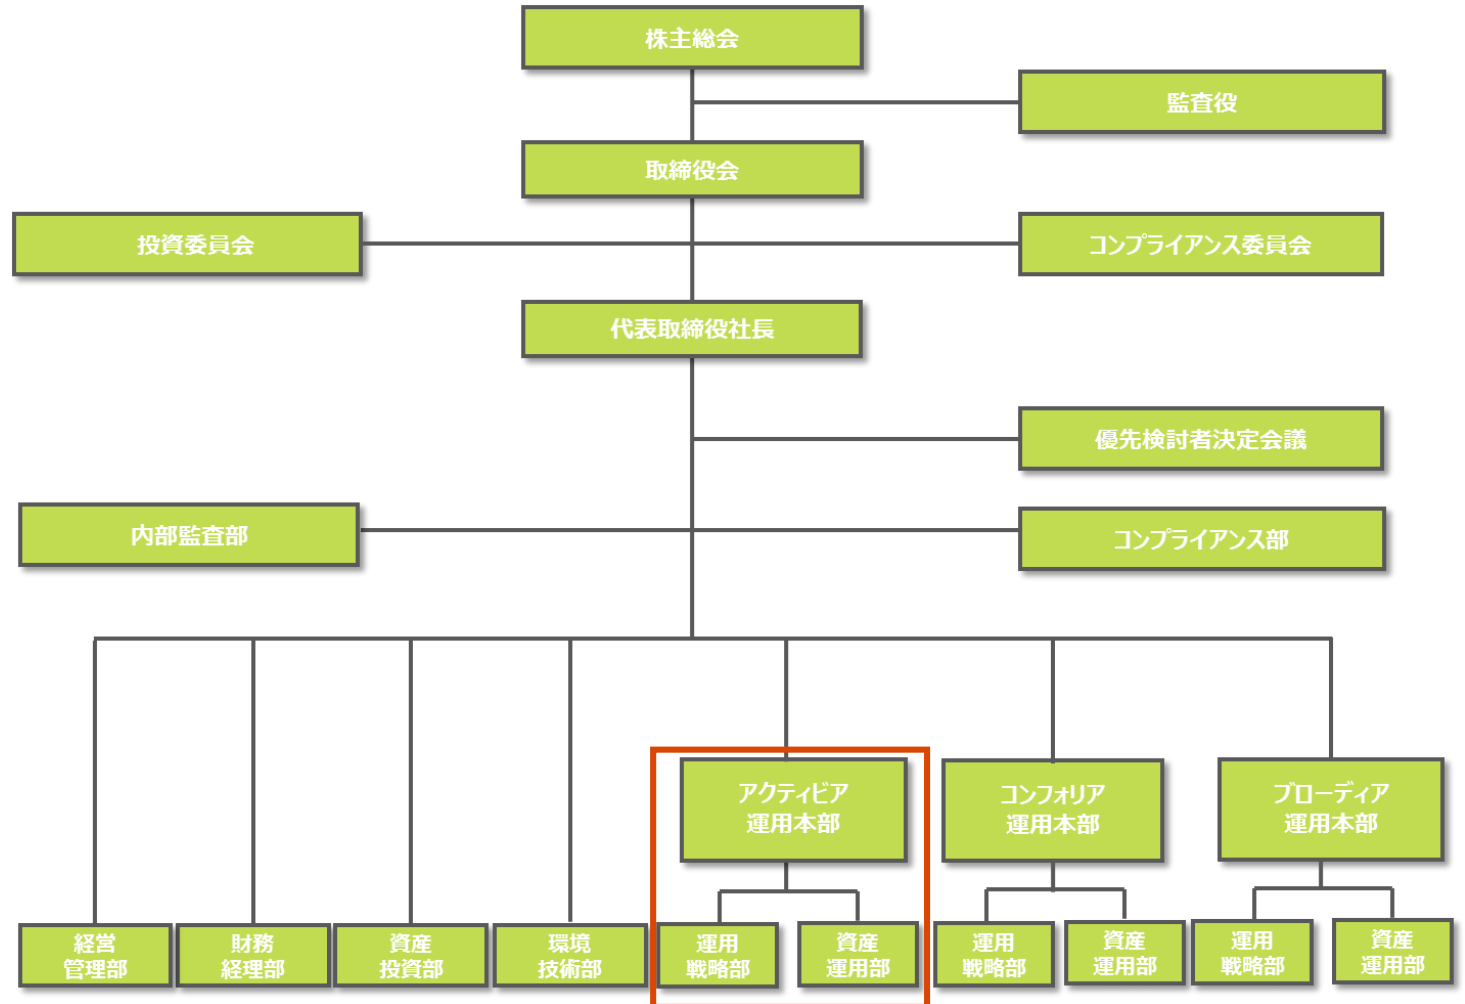 株主総会
監査役
取締役会
投資委員会
コンプライアンス委員会
代表取締役社長
優先検討者決定会議
内部監査部
コンプライアンス部
アクティビア
運用本部
コンフォリア
運用本部
ブローディア
運用本部
経営
管理部
財務
経理部
資産
投資部
環境
技術部
運用
戦略部
資産
運用部
運用
戦略部
資産
運用部
運用
戦略部
資産
運用部